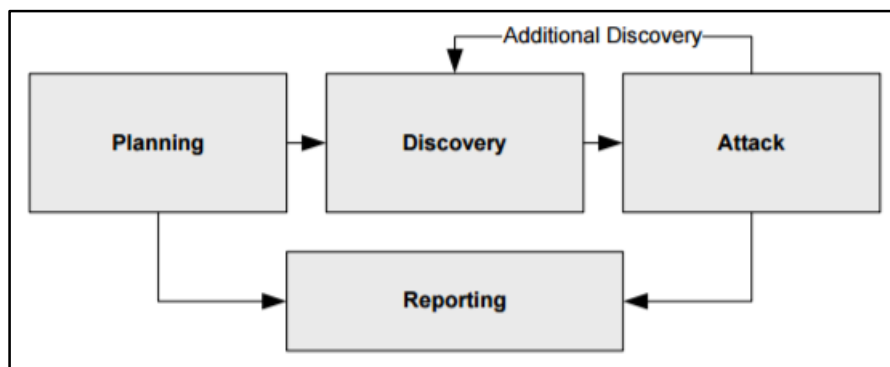 Additional Discovery
Planning
Discovery
Attack
Reporting